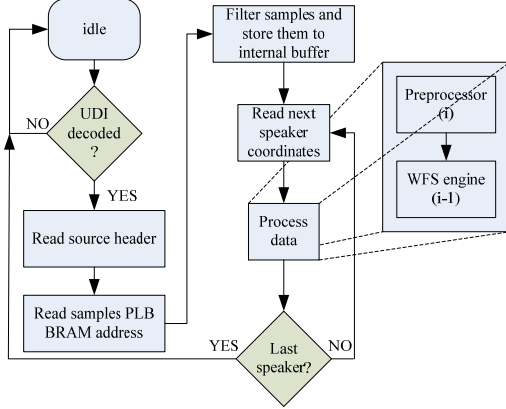 idle
UDI
decoded
?
NO
YES
Read source header
Read samples PLB
BRAM address
Filter samples and
store them to
internal buffer
Read next
speaker
coordinates
Process
data
Last
speaker?
YES
NO
Preprocessor
(i)
WFS engine
(i-1)